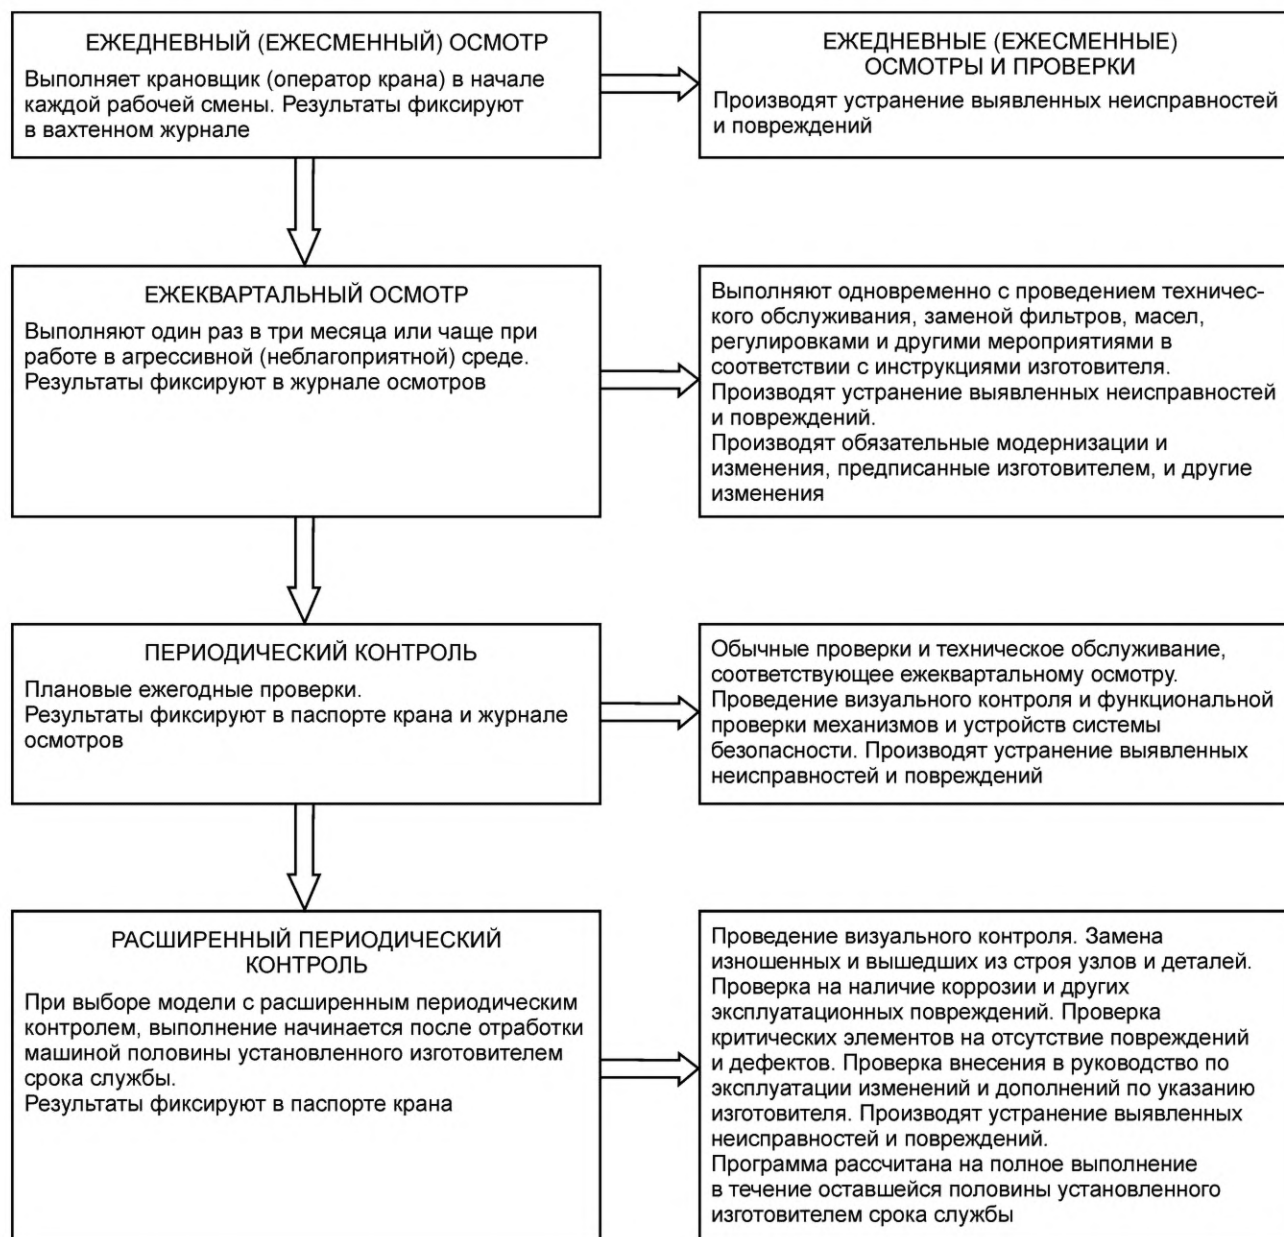 ЕЖЕДНЕВНЫЙ (ЕЖЕСМЕННЫЙ) ОСМОТР
Выполняет крановщик (оператор крана) в начале
каждой рабочей смены. Результаты фиксируют
в вахтенном журнале
ЕЖЕДНЕВНЫЕ (ЕЖЕСМЕННЫЕ)
ОСМОТРЫ И ПРОВЕРКИ
Производят устранение выявленных неисправностей
и повреждений
ЕЖЕКВАРТАЛЬНЫЙ ОСМОТР
Выполняют один раз в три месяца или чаще при
работе в агрессивной (неблагоприятной) среде.
Результаты фиксируют в журнале осмотров
Выполняют одновременно с проведением техничес-
кого обслуживания, заменой фильтров, масел,
регулировками и другими мероприятиями в
соответствии с инструкциями изготовителя.
Производят устранение выявленных неисправностей
и повреждений.
Производят обязательные модернизации и
изменения, предписанные изготовителем, и другие
изменения
ПЕРИОДИЧЕСКИЙ КОНТРОЛЬ
Плановые ежегодные проверки.
Результаты фиксируют в паспорте крана и журнале
осмотров
Обычные проверки и техническое обслуживание,
соответствующее ежеквартальному осмотру.
Проведение визуального контроля и функциональной
проверки механизмов и устройств системы
безопасности. Производят устранение выявленных
неисправностей и повреждений
РАСШИРЕННЫЙ ПЕРИОДИЧЕСКИЙ
КОНТРОЛЬ
При выборе модели с расширенным периодическим
контролем, выполнение начинается после отработки
машиной половины установленного изготовителем
срока службы.
Результаты фиксируют в паспорте крана
Проведение визуального контроля. Замена
изношенных и вышедших из строя узлов и деталей.
Проверка на наличие коррозии и других
эксплуатационных повреждений. Проверка
критических элементов на отсутствие повреждений
и дефектов. Проверка внесения в руководство по
эксплуатации изменений и дополнений по указанию
изготовителя. Производят устранение выявленных
неисправностей и повреждений.
Программа рассчитана на полное выполнение
в течение оставшейся половины установленного
изготовителем срока службы